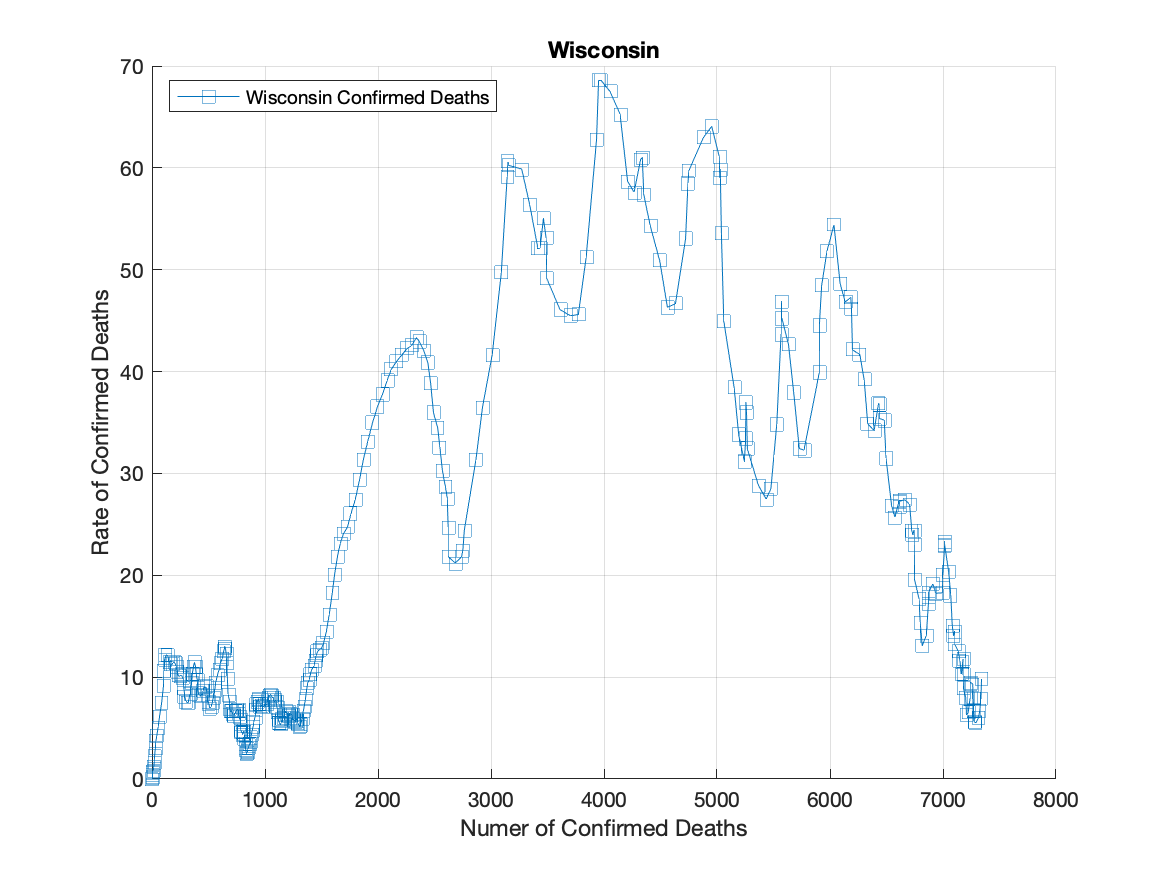 Wisconsin
Wisconsin Confirmed Deaths
70
60
50
40
30
20
10
0
Rate of Confirmed Deaths
0 1000 2000 3000 4000 5000 6000 7000 8000
Numer of Confirmed Deaths